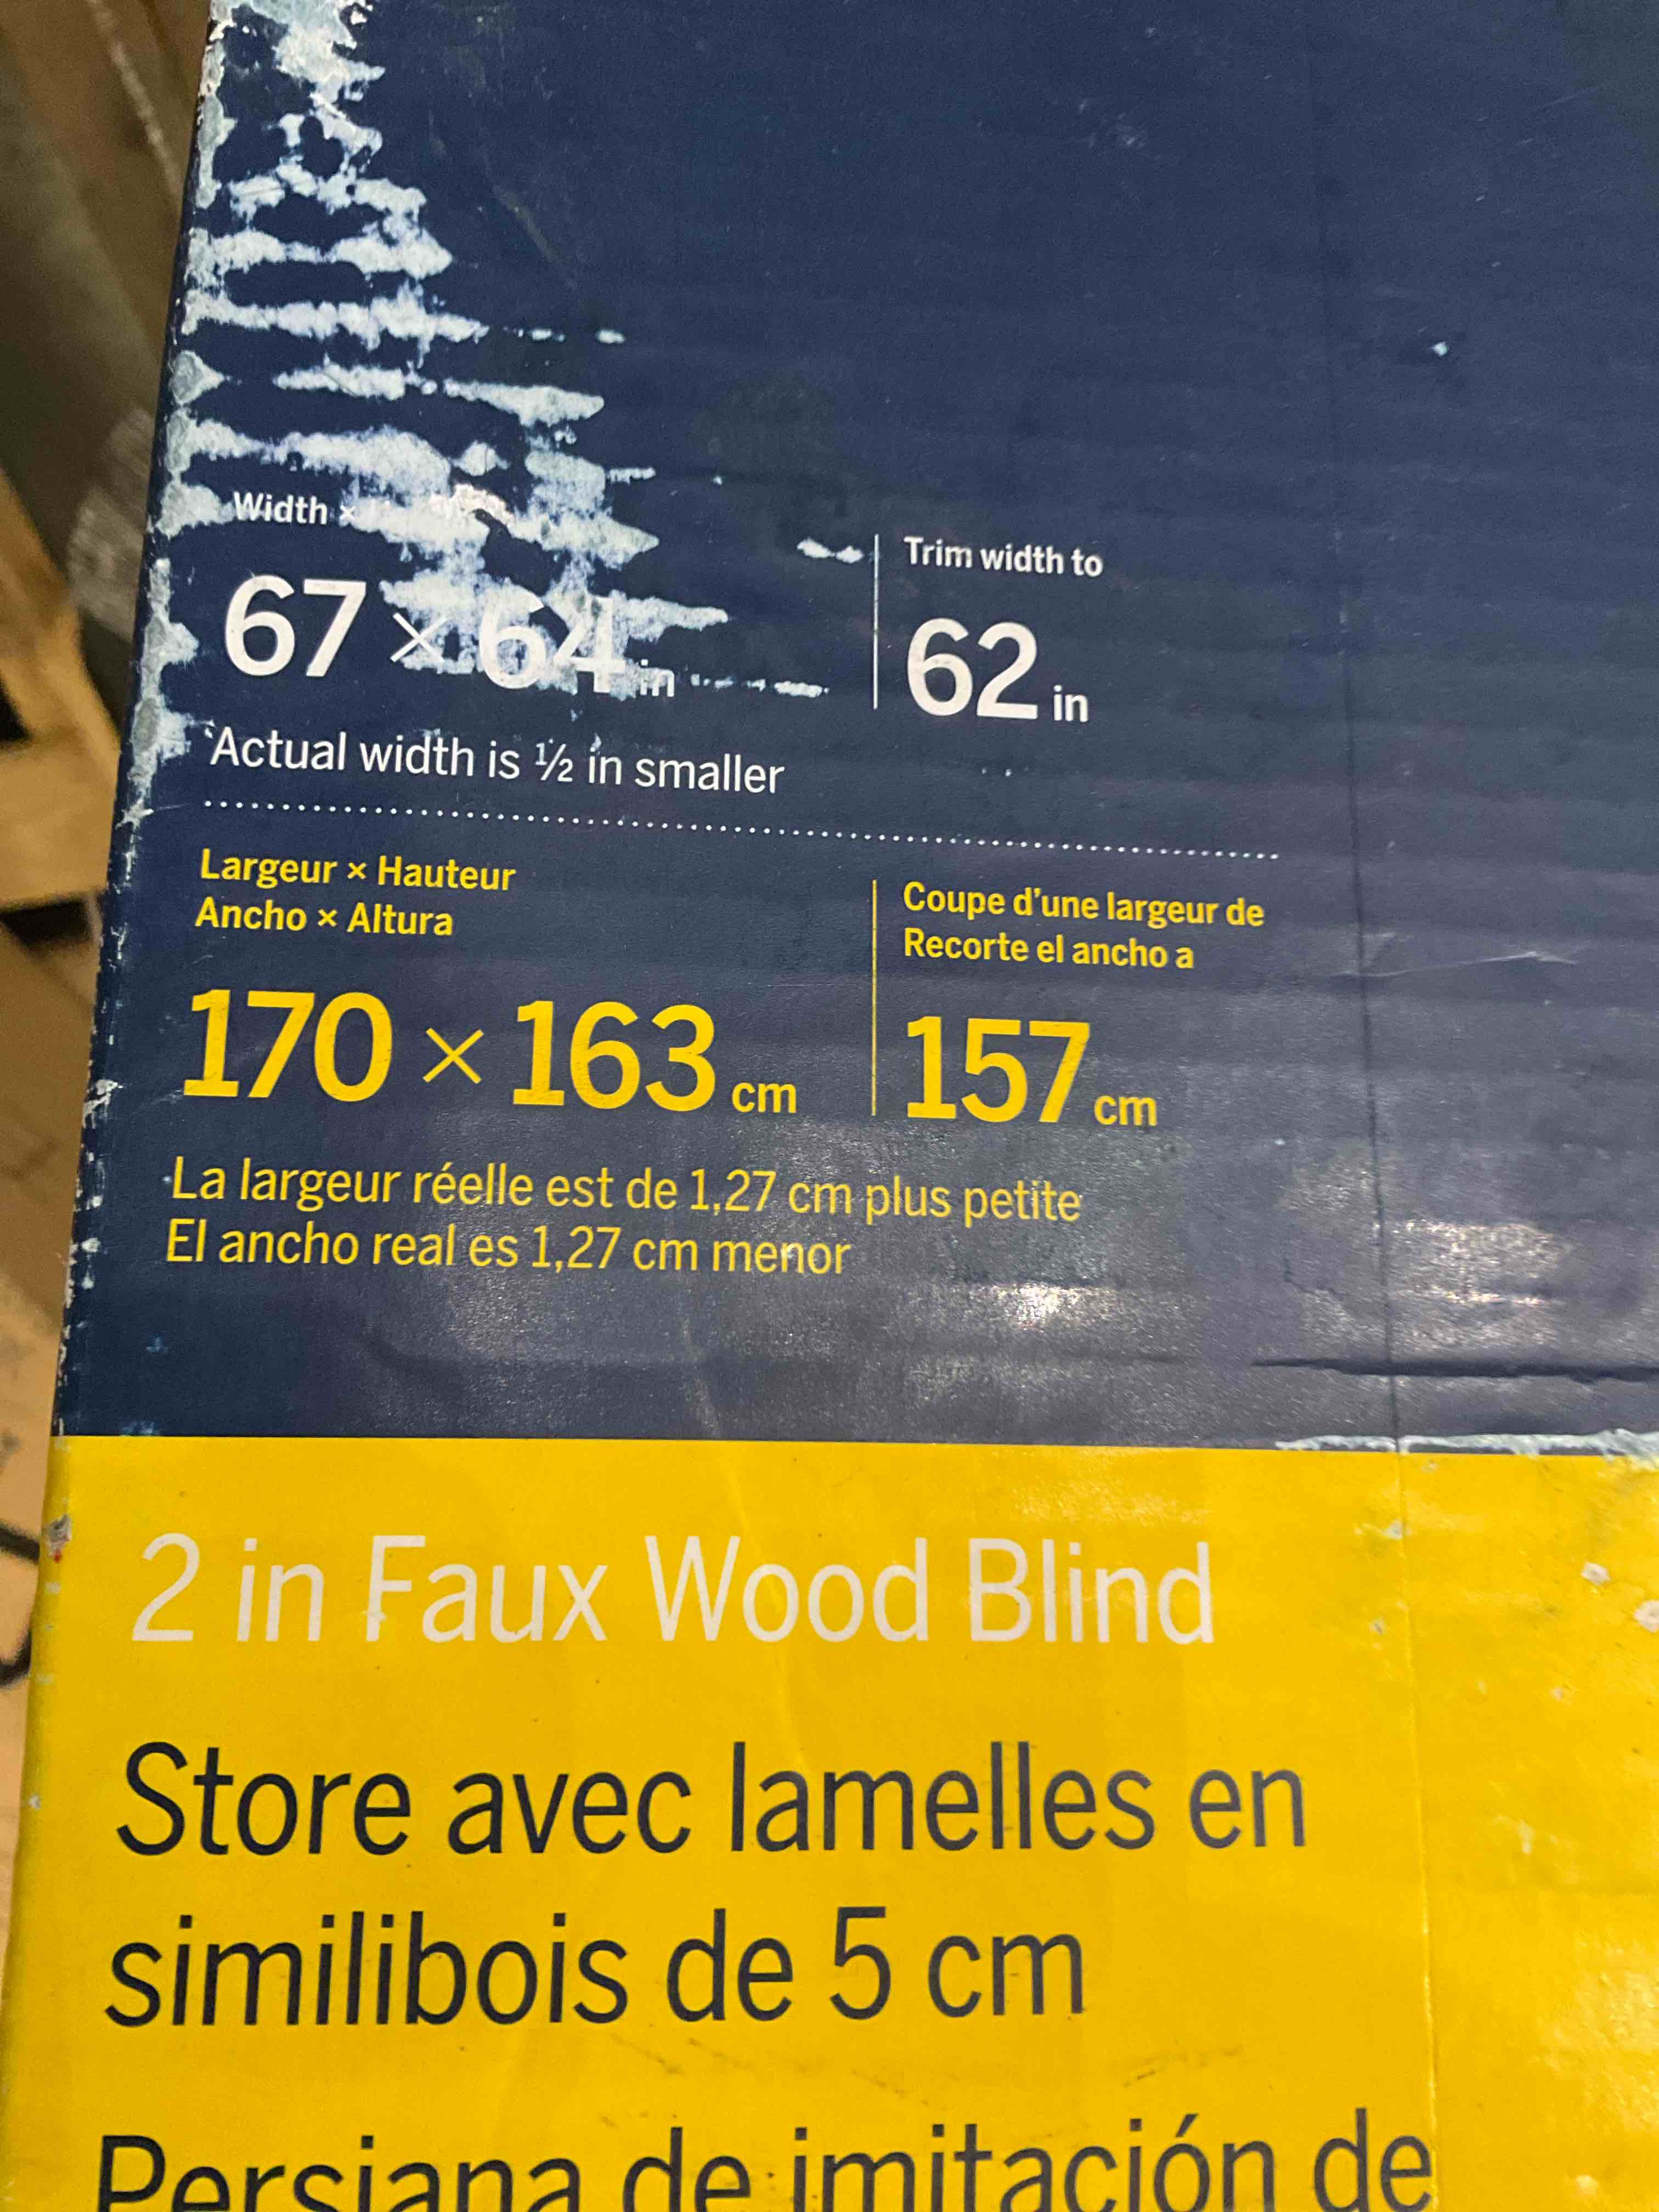 Width ×
67 × 64 in
Actual width is ½ in smaller
Trim width to
62 in
Largeur × Hauteur
Ancho × Altura
170 × 163 cm
Coupe d'une largeur de
Recorte el ancho a
157 cm
La largeur réelle est de 1,27 cm plus petite
El ancho real es 1,27 cm menor
2 in Faux Wood Blind
Store avec lamelles en
similibois de 5 cm
Persiana de imitación de